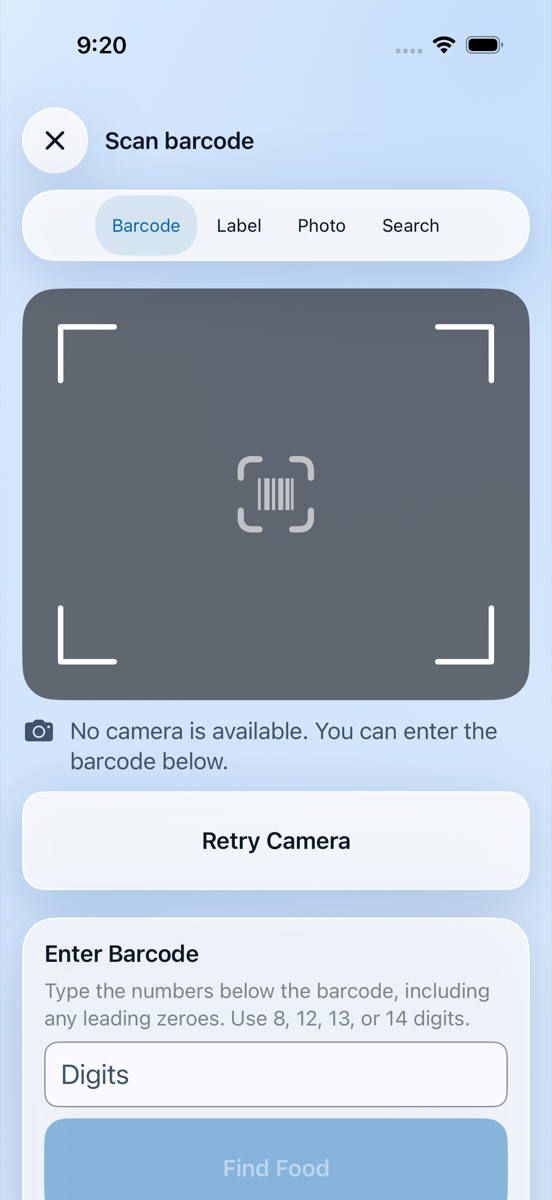 9:20
Scan barcode
Barcode Label Photo Search
No camera is available. You can enter the
barcode below.
Retry Camera
Enter Barcode
Type the numbers below the barcode, including
any leading zeroes. Use 8, 12, 13, or 14 digits.
Digits
Find Food